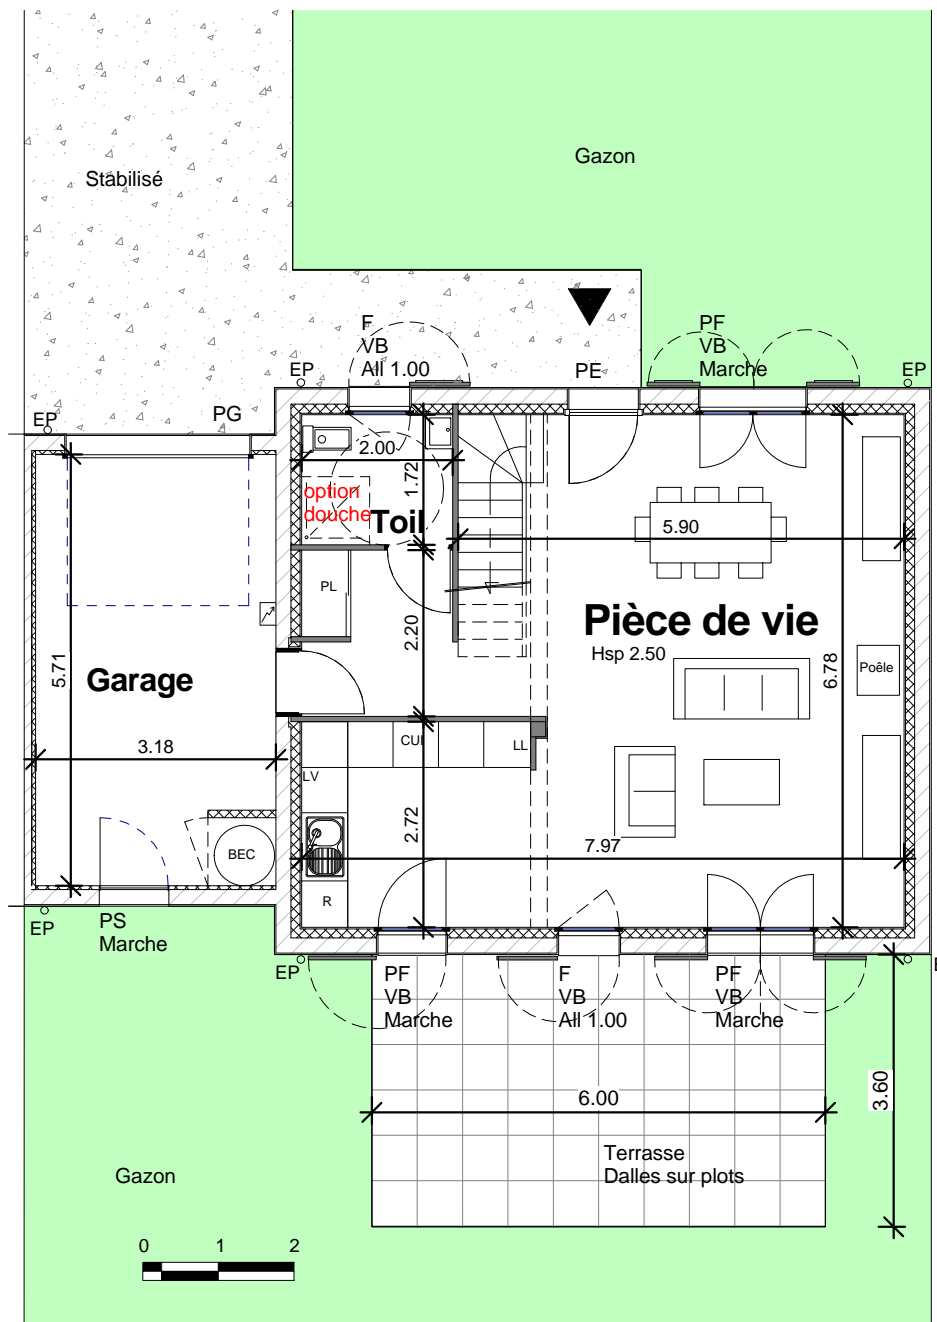 Gazon
Stabilisé
F
VB
All 1.00
PF
VB
Marche
EP
PE
EP
EP
PG
2.00
1.72
option
douche
Toil
5.90
PL
Pièce de vie
Hsp 2.50
2.20
6.78
Poêle
5.71
Garage
3.18
CUI
LL
LV
2.72
7.97
BEC
R
EP
PS
Marche
EP
PF
VB
Marche
F
VB
All 1.00
PF
VB
Marche
3.60
6.00
Terrasse
Dalles sur plots
Gazon
0 1 2